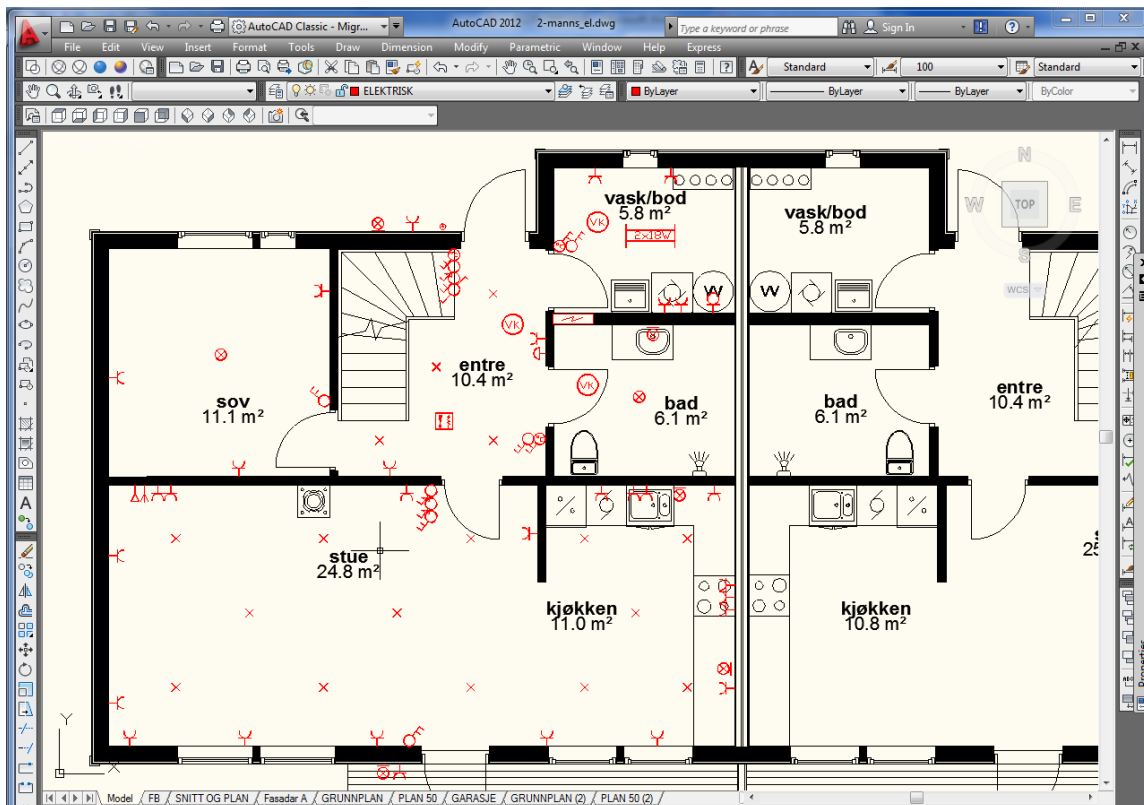 AutoCAD Classic - Migr...
AutoCAD 2012
2-manns_el.dwg
Type a keyword or phrase
Sign In
File Edit View Insert Format Tools Draw Dimension Modify Parametric Window Help Express
Standard
100
Standard
ELEKTRISK
ByLayer
ByLayer
ByLayer
ByColor
N
W
TOP
E
S
WCS
vask/bod
5.8 m²
vask/bod
5.8 m²
VK
2x18W
W
W
VK
entre
10.4 m²
entre
10.4 m²
sov
11.1 m²
VK
bad
6.1 m²
bad
6.1 m²
stue
24.8 m²
s
25
kjøkken
11.0 m²
kjøkken
10.8 m²
Properties
Y
X
Model
FB
SNITT OG PLAN
Fasadar A
GRUNNPLAN
PLAN 50
GARASJE
GRUNNPLAN (2)
PLAN 50 (2)